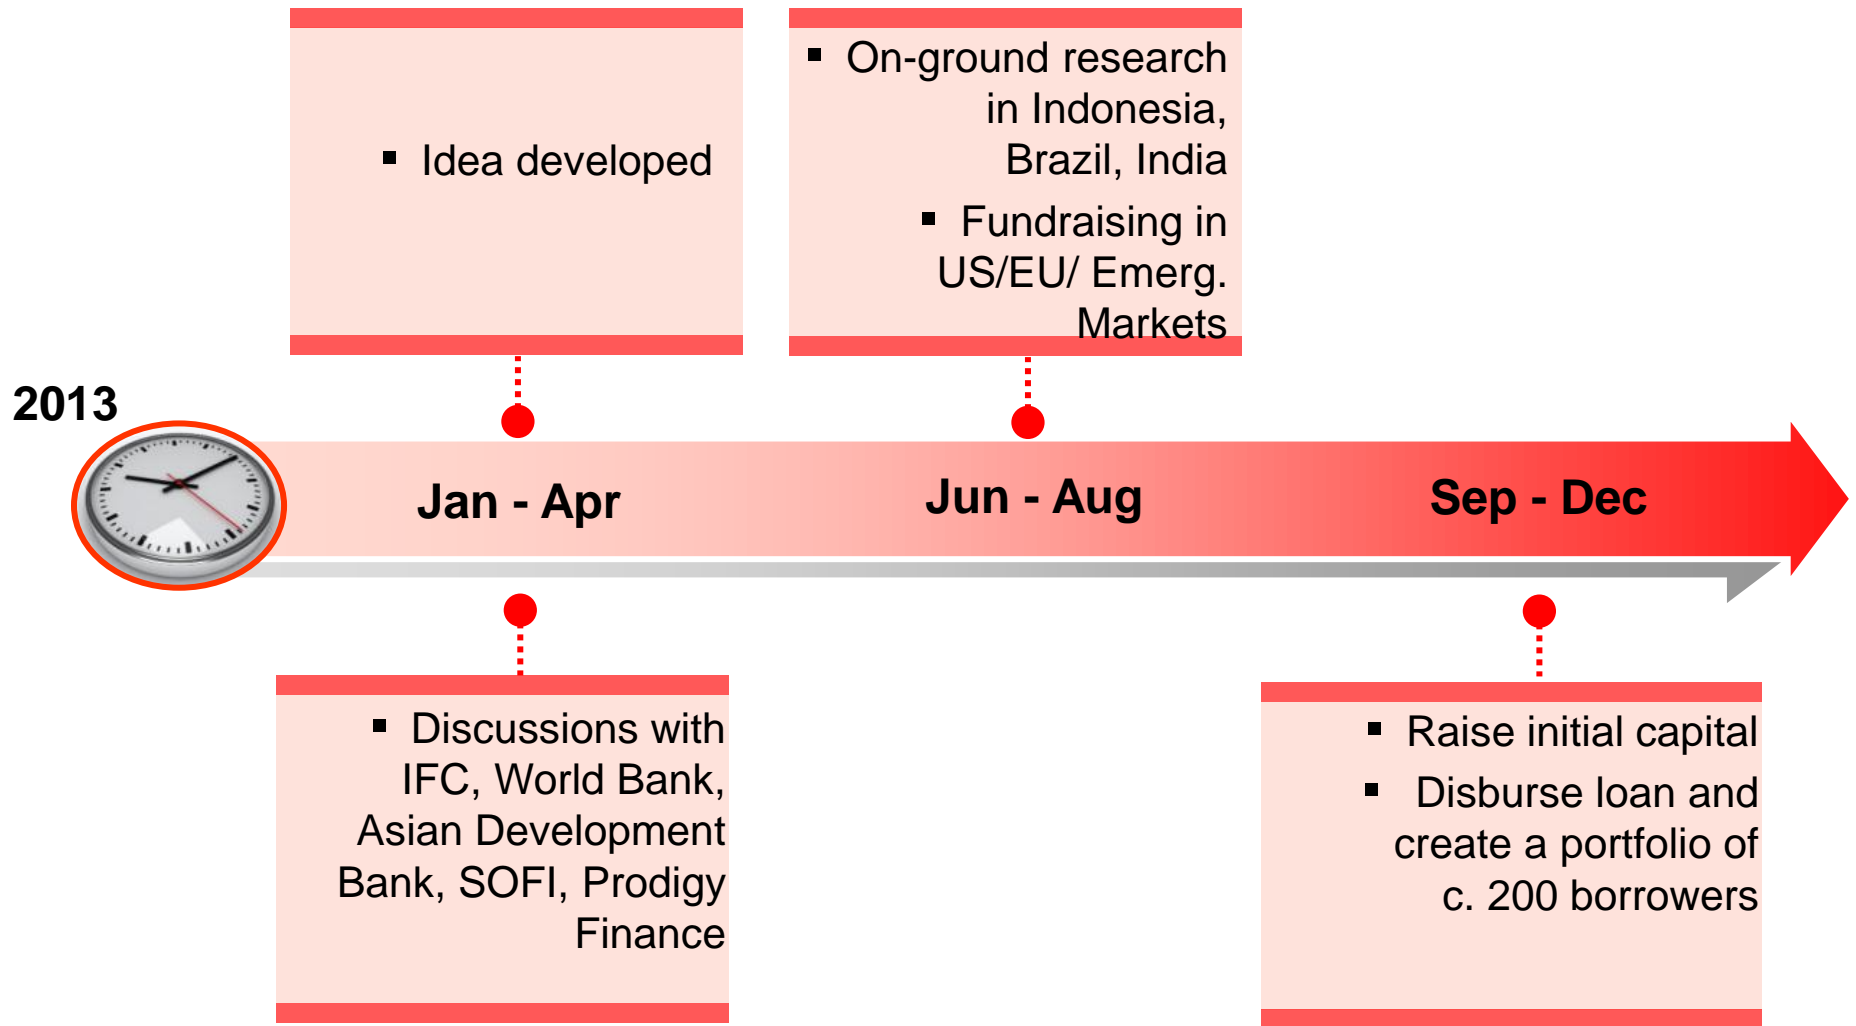 ▪ Idea developed
▪ On-ground research
in Indonesia,
Brazil, India
▪ Fundraising in
US/EU/ Emerg.
Markets
2013
Jan - Apr
Jun - Aug
Sep - Dec
▪ Discussions with
IFC, World Bank,
Asian Development
Bank, SOFI, Prodigy
Finance
▪ Raise initial capital
▪ Disburse loan and
create a portfolio of
c. 200 borrowers